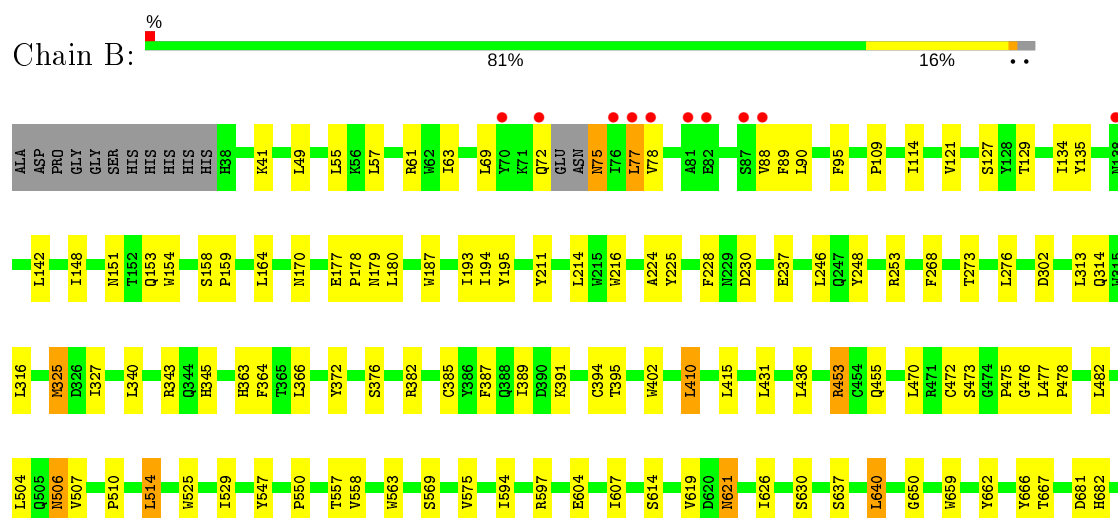 %
Chain B:
81% 16% • •
ALA ASP PRO GLY GLY SER HIS HIS HIS HIS HIS H38 K41 L49 L55 K56 L57 R61 W62 I63 L69 Y70 K71 Q72 GLU ASN N75 I76 L77 V78 A81 E82 S87 V88 F89 L90 F95 P109 I114 V121 S127 Y128 T129 I134 Y135 N138
L142 I148 N151 T152 Q153 W154 S158 P159 L164 N170 E177 P178 N179 L180 W187 I193 I194 Y195 Y211 L214 W215 W216 A224 Y225 F228 N229 D230 E237 L246 Q247 Y248 R253 F268 T273 L276 D302 L313 Q314 W315
L316 M325 D326 I327 L340 R343 Q344 H345 H363 F364 T365 L366 Y372 S376 R382 C385 Y386 F387 Q388 I389 D390 K391 C394 T395 W402 L410 L415 L431 L436 R453 C454 Q455 L470 R471 C472 S473 G474 P475 G476 L477 P478 L482
L504 Q505 N506 V507 P510 L514 W525 I529 Y547 P550 T557 V558 W563 S569 V575 I594 R597 E604 I607 S614 V619 D620 N621 I626 S630 S637 L640 G650 W659 Y662 Y666 T667 D681 H682